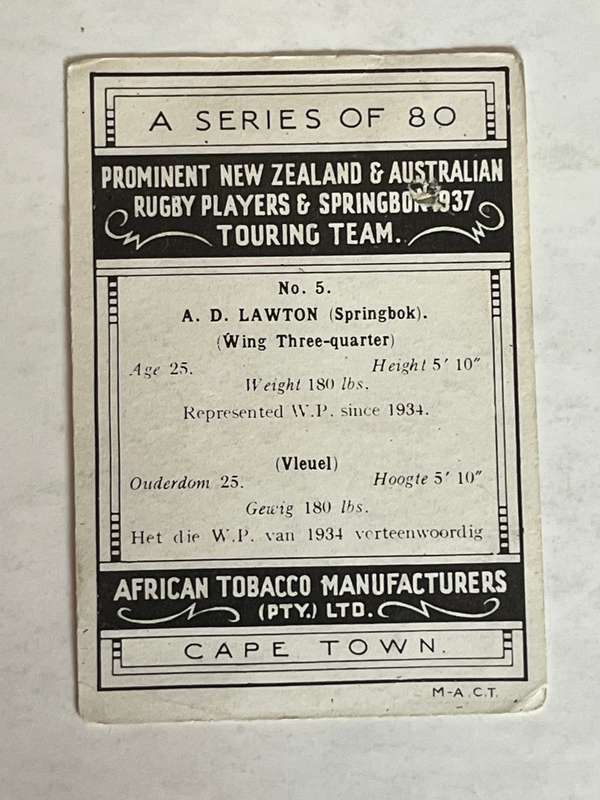 A SERIES OF 80
PROMINENT NEW ZEALAND & AUSTRALIAN
RUGBY PLAYERS & SPRINGBOK 1937
TOURING TEAM.
No. 5.
A. D. LAWTON (Springbok).
(Wing Three-quarter)
Age 25. Height 5′ 10″
Weight 180 lbs.
Represented W.P. since 1934.
(Vleuel)
Ouderdom 25. Hoogte 5′ 10″
Gewig 180 lbs.
Het die W.P. van 1934 verteenwoordig
AFRICAN TOBACCO MANUFACTURERS
(PTY.) LTD.
CAPE TOWN.
M-A.C.T.